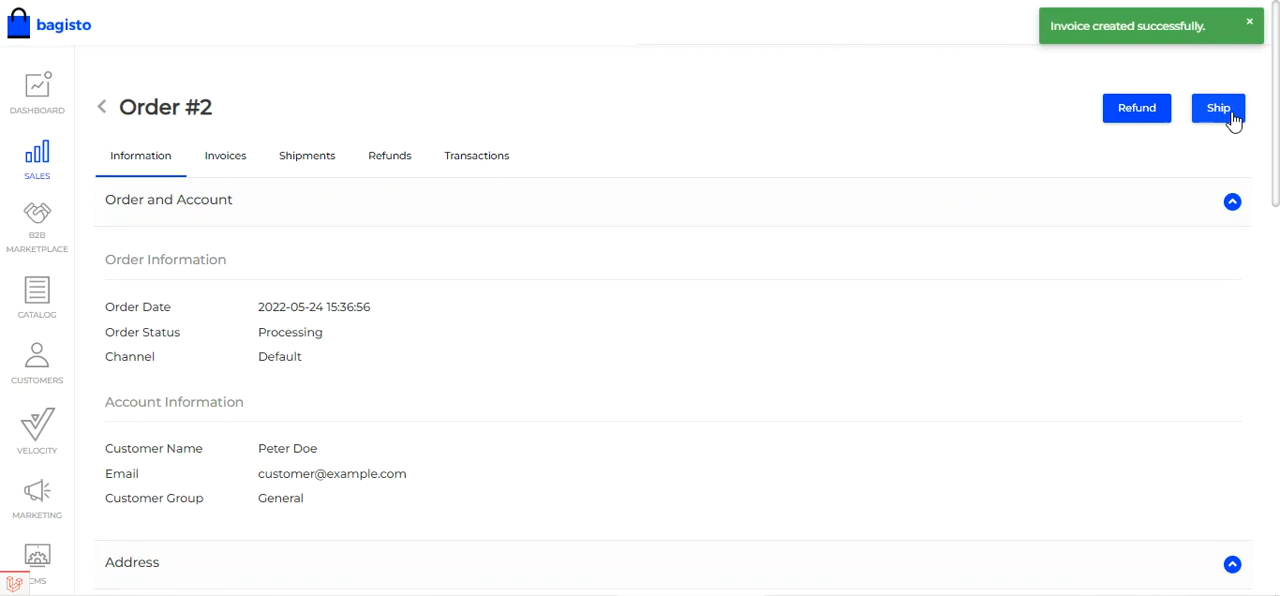 bagisto
Invoice created successfully. ×
Order #2
Refund Ship
Information Invoices Shipments Refunds Transactions
DASHBOARD
SALES
B2B
MARKETPLACE
CATALOG
CUSTOMERS
VELOCITY
MARKETING
CMS
Order and Account
Order Information
Order Date 2022-05-24 15:36:56
Order Status Processing
Channel Default
Account Information
Customer Name Peter Doe
Email customer@example.com
Customer Group General
Address